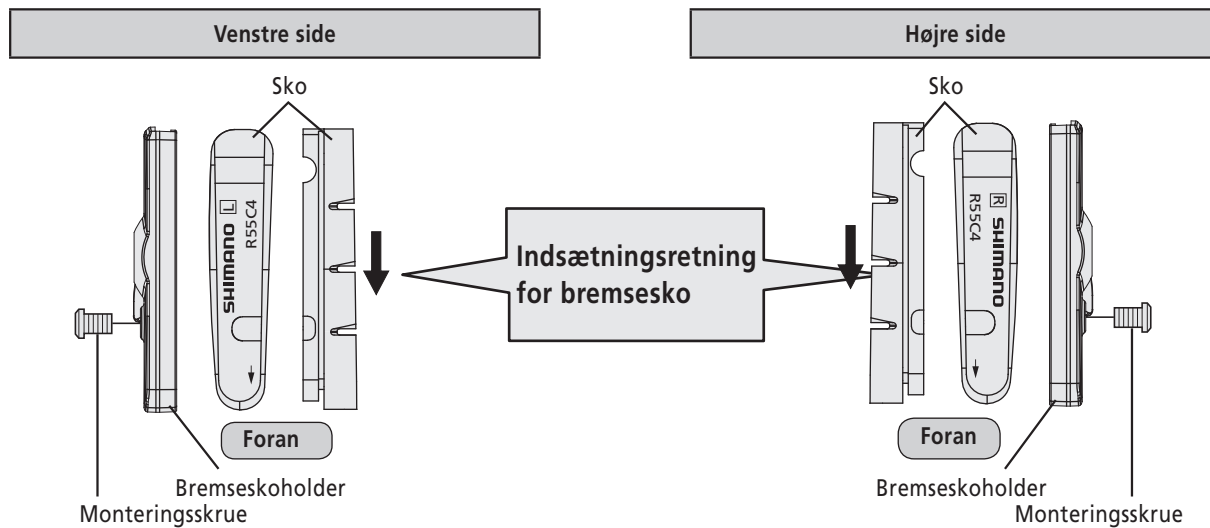 Venstre side
Højre side
Sko
Sko
SHIMANO L
R55C4
Indsætningsretning
for bremsesko
R SHIMANO
R55C4
Foran
Foran
Bremseskoholder
Monteringsskrue
Bremseskoholder
Monteringsskrue